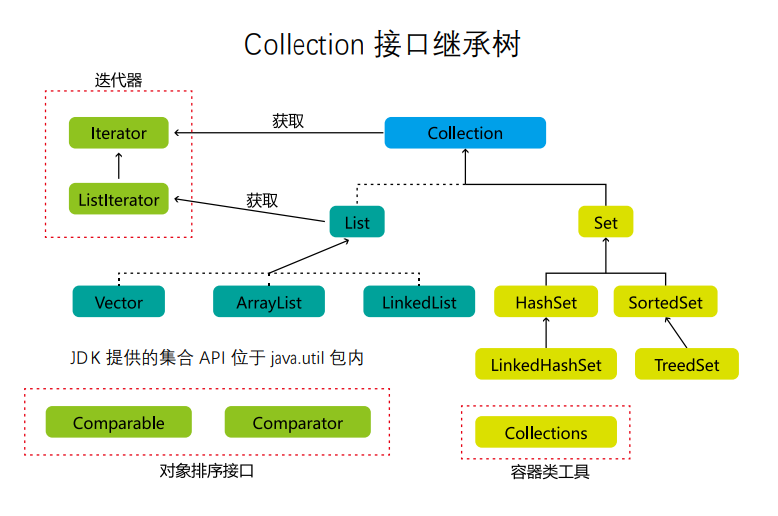 Collection 接口继承树
迭代器
Iterator
获取
Collection
ListIterator
获取
List
Set
Vector
ArrayList
LinkedList
HashSet
SortedSet
JDK 提供的集合 API 位于 java.util 包内
LinkedHashSet
TreedSet
Comparable
Comparator
Collections
对象排序接口
容器类工具